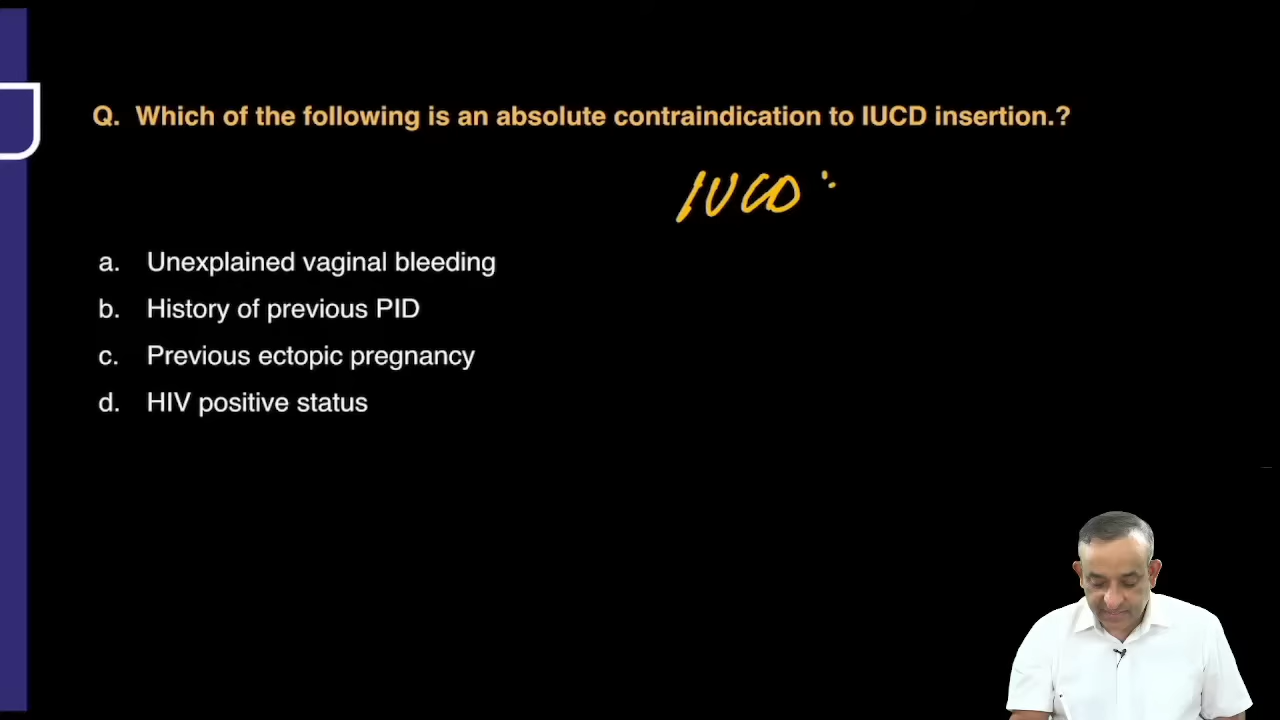 Q. Which of the following is an absolute contraindication to IUCD insertion.?
IUCD :
a. Unexplained vaginal bleeding
b. History of previous PID
c. Previous ectopic pregnancy
d. HIV positive status